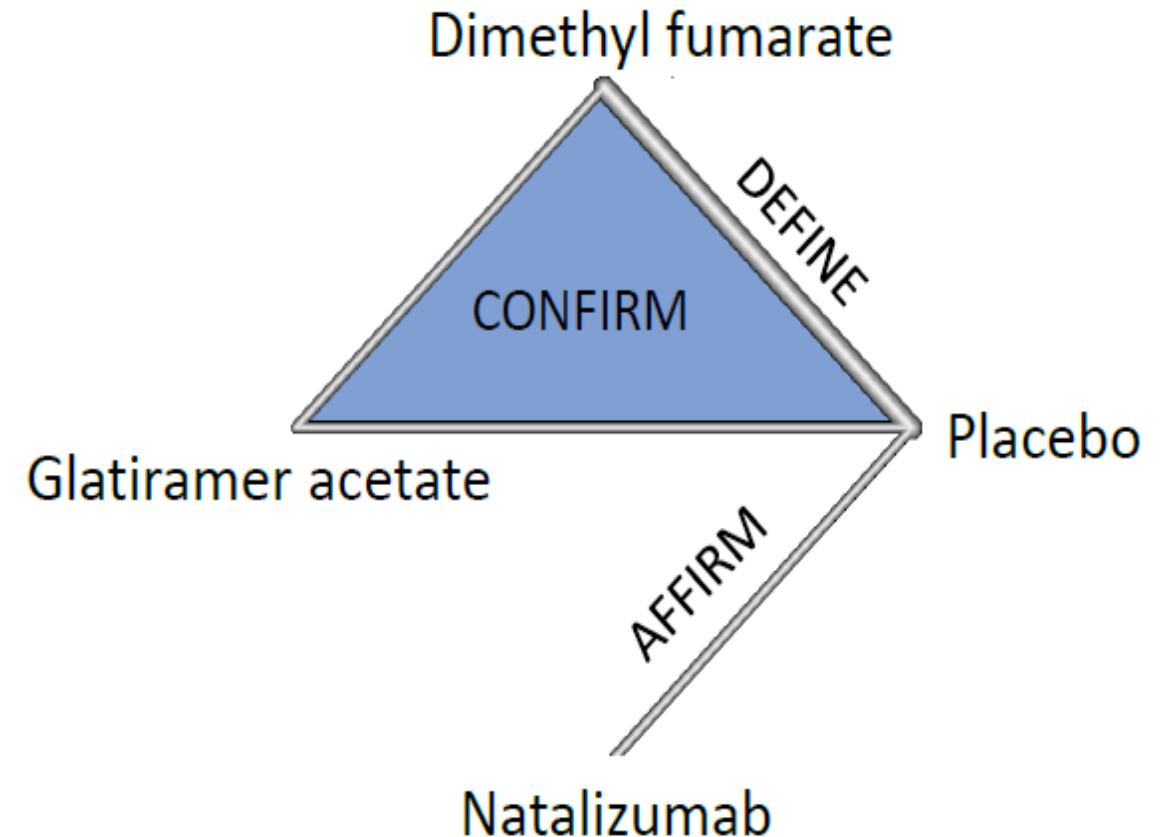 Dimethyl fumarate
DEFINE
CONFIRM
Placebo
Glatiramer acetate
AFFIRM
Natalizumab